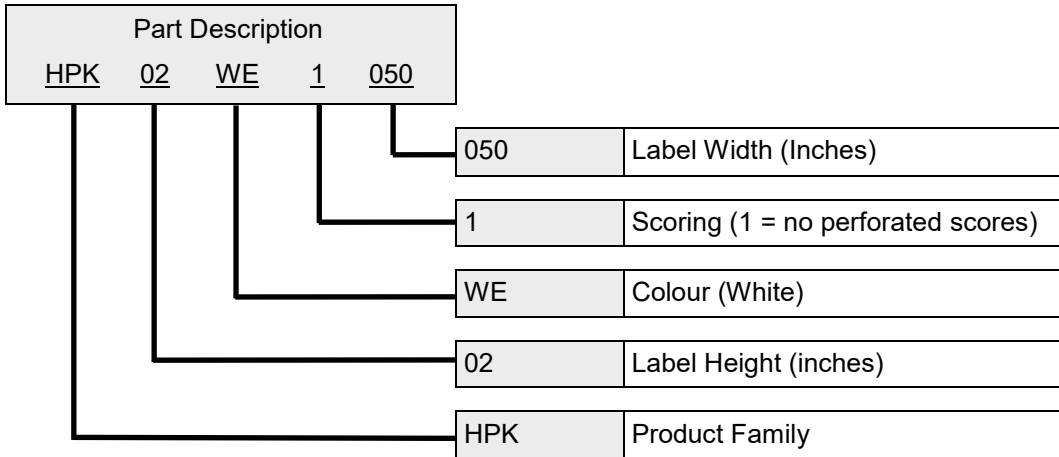 Part Description
HPK 02 WE 1 050
050 Label Width (Inches)
1 Scoring (1 = no perforated scores)
WE Colour (White)
02 Label Height (inches)
HPK Product Family